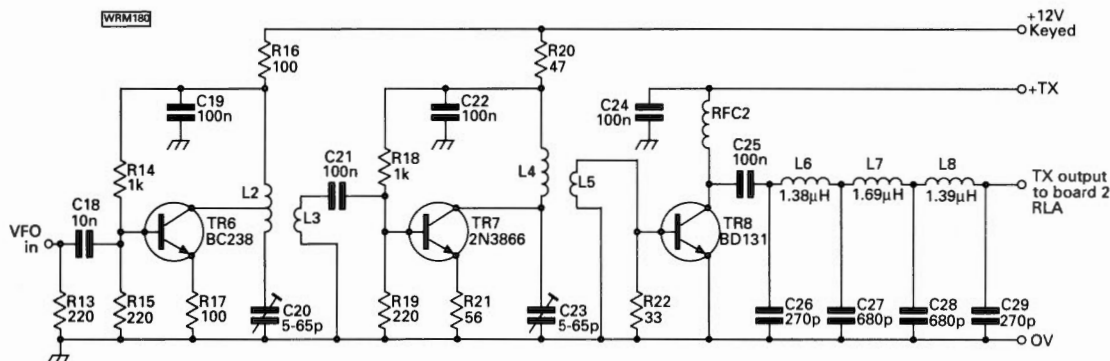 WRM180
+12V
Keyed
R16
100
R20
47
C19
100n
C22
100n
C24
100n
+TX
RFC2
R14
1k
C21
100n
R18
1k
L4
C25
100n
L6
1.38µH
L7
1.69µH
L8
1.39µH
TX output
to board 2
RLA
C18
10n
L2
L3
L5
VFO
in
TR6
BC238
TR7
2N3866
TR8
BD131
R13
220
R15
220
R17
100
C20
5-65p
R19
220
R21
56
C23
5-65p
R22
33
C26
270p
C27
680p
C28
680p
C29
270p
OV